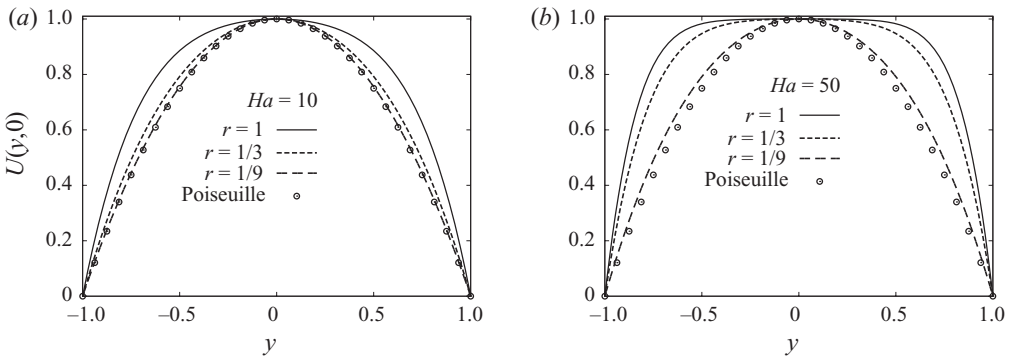 (a)
1.0
0.8
0.6
0.4
0.2
0
U(y,0)
Ha = 10
r = 1
r = 1/3
r = 1/9
Poiseuille
–1.0 –0.5 0 0.5 1.0
y
(b)
1.0
0.8
0.6
0.4
0.2
0
Ha = 50
r = 1
r = 1/3
r = 1/9
Poiseuille
–1.0 –0.5 0 0.5 1.0
y